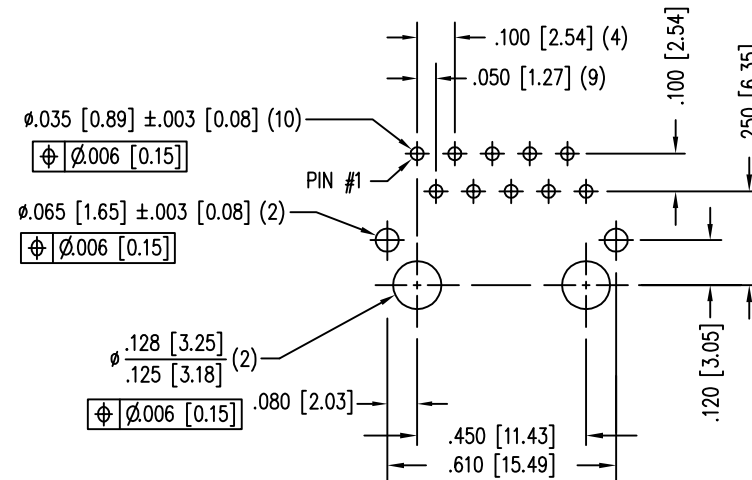 .100 [2.54] (4)
.050 [1.27] (9)
.100 [2.54]
.250 [6.35]
ø.035 [0.89] ±.003 [0.08] (10)
⌖ Ø.006 [0.15]
PIN #1
ø.065 [1.65] ±.003 [0.08] (2)
⌖ Ø.006 [0.15]
ø .128 [3.25] (2)
.125 [3.18]
⌖ Ø.006 [0.15]
.080 [2.03]
.120 [3.05]
.450 [11.43]
.610 [15.49]